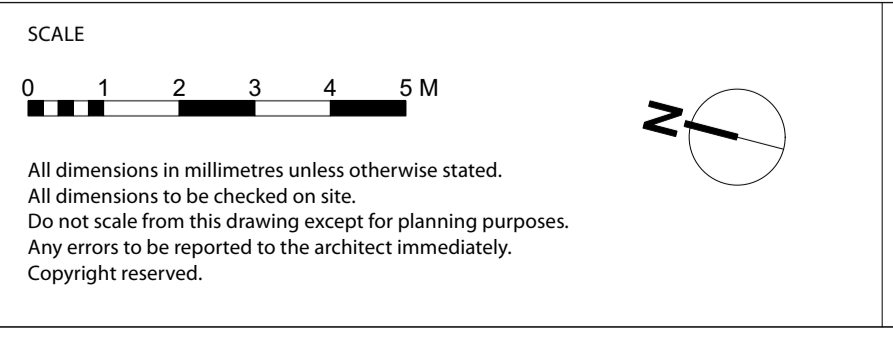 SCALE
0 1 2 3 4 5 M
N
All dimensions in millimetres unless otherwise stated.
All dimensions to be checked on site.
Do not scale from this drawing except for planning purposes.
Any errors to be reported to the architect immediately.
Copyright reserved.